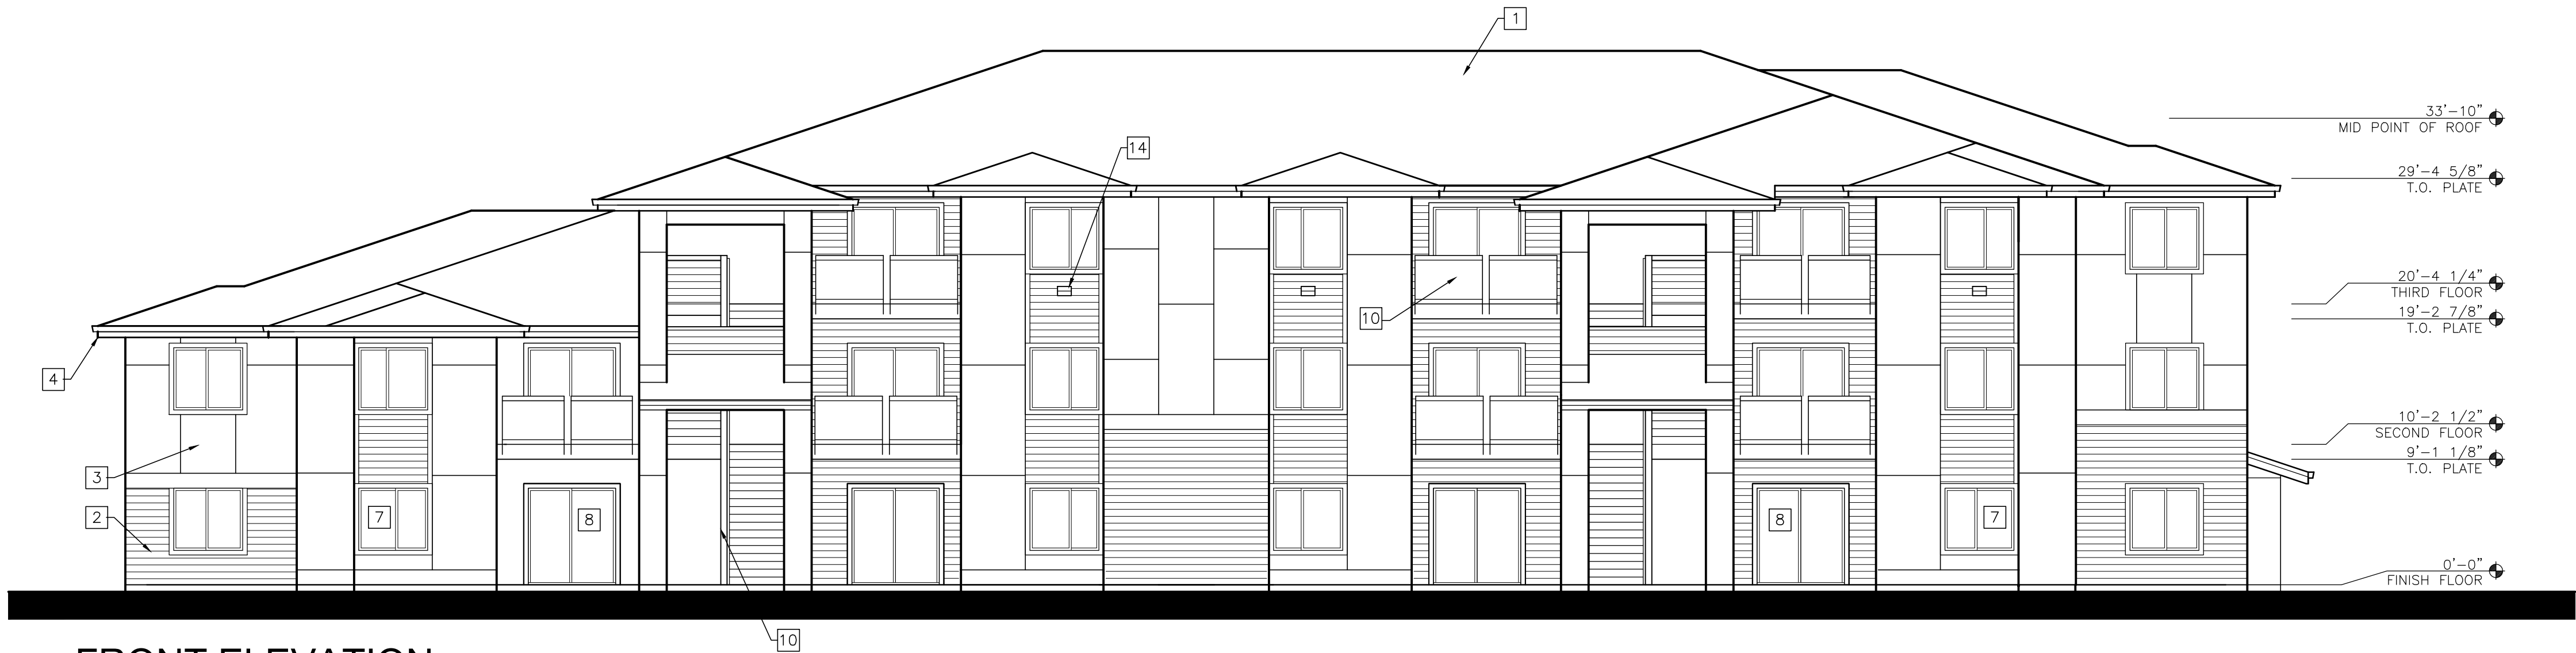 1
14
33'-10"
MID POINT OF ROOF
29'-4 5/8"
T.O. PLATE
20'-4 1/4"
THIRD FLOOR
10
19'-2 7/8"
T.O. PLATE
4
10'-2 1/2"
SECOND FLOOR
3
9'-1 1/8"
T.O. PLATE
2
7
8
8
7
0'-0"
FINISH FLOOR
10
FRONT ELEVATION